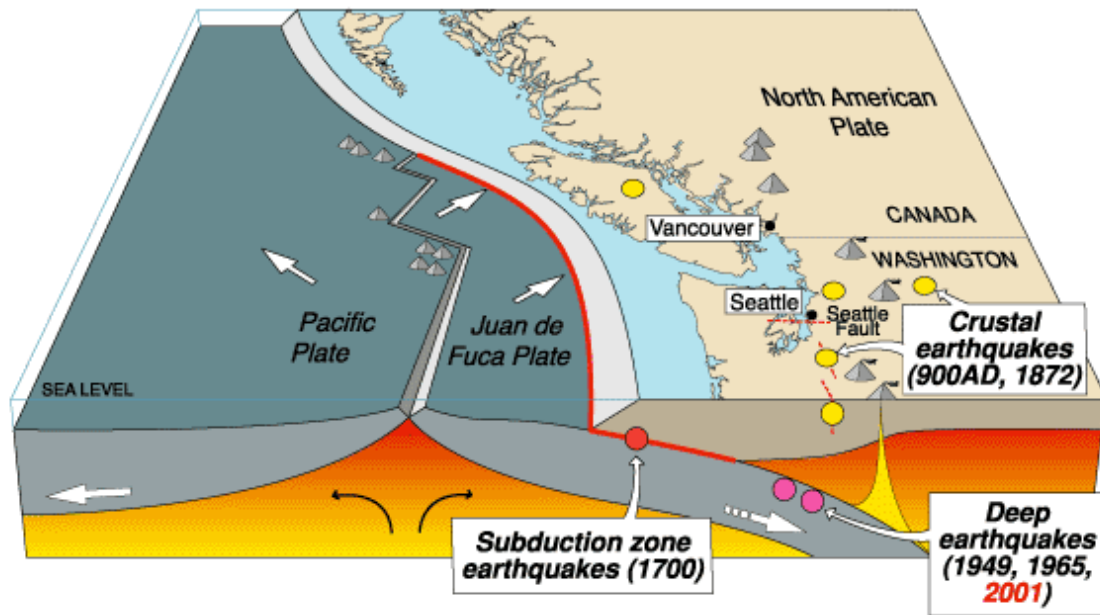 North American
Plate
CANADA
Vancouver
WASHINGTON
Seattle
Seattle
Fault
Pacific
Plate
Juan de
Fuca Plate
Crustal
earthquakes
(900AD, 1872)
SEA LEVEL
Subduction zone
earthquakes (1700)
Deep
earthquakes
(1949, 1965,
2001)